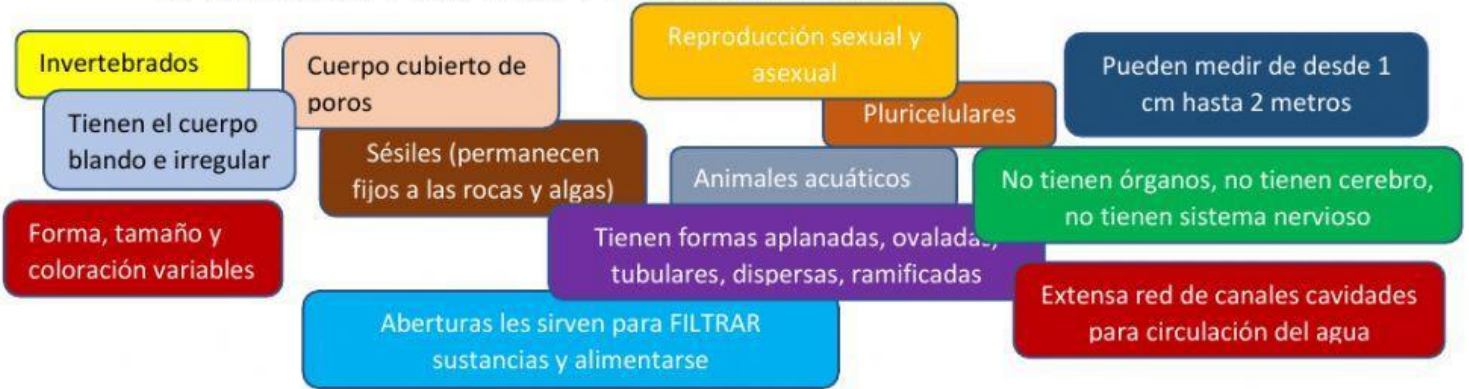 Invertebrados
Tienen el cuerpo
blando e irregular
Forma, tamaño y
coloración variables
Cuerpo cubierto de
poros
Sésiles (permanecen
fijos a las rocas y algas)
Reproducción sexual y
asexual
Pluricelulares
Animales acuáticos
Tienen formas aplanadas, ovaladas,
tubulares, dispersas, ramificadas
Aberturas les sirven para FILTRAR
sustancias y alimentarse
Pueden medir de desde 1
cm hasta 2 metros
No tienen órganos, no tienen cerebro,
no tienen sistema nervioso
Extensa red de canales cavidades
para circulación del agua